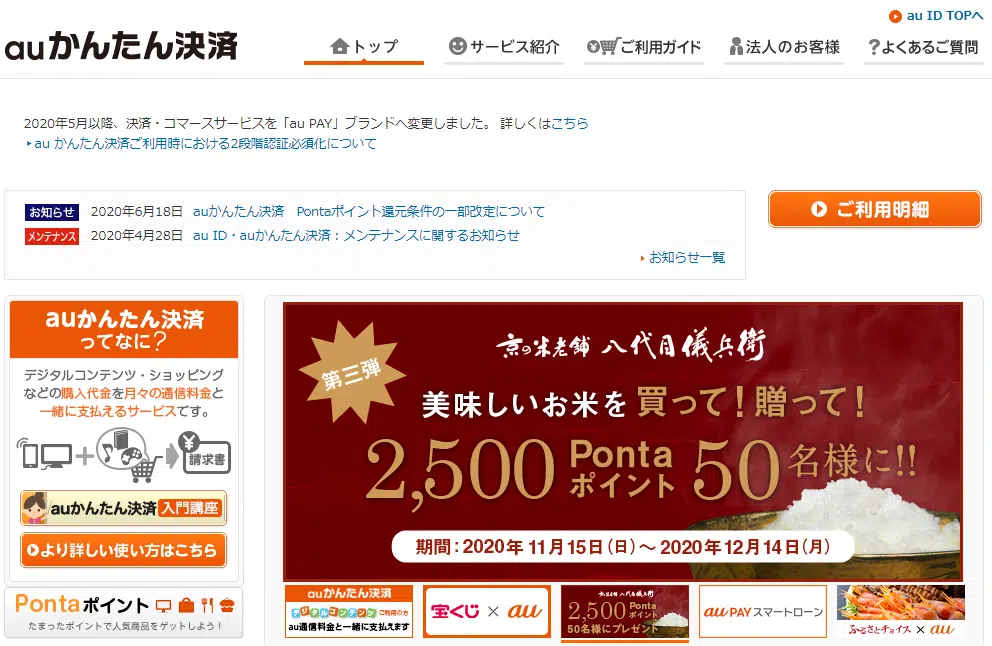 au ID TOPへ
auかんたん決済
トップ
サービス紹介
ご利用ガイド
法人のお客様
よくあるご質問
2020年5月以降、決済・コマースサービスを「au PAY」ブランドへ変更しました。 詳しくはこちら
au かんたん決済ご利用時における2段階認証必須化について
お知らせ 2020年6月18日 auかんたん決済 Pontaポイント還元条件の一部改定について
メンテナンス 2020年4月28日 au ID・auかんたん決済：メンテナンスに関するお知らせ
お知らせ一覧
ご利用明細
auかんたん決済
ってなに?
デジタルコンテンツ・ショッピング
などの購入代金を月々の通信料金と
一緒に支払えるサービスです。
請求書
auかんたん決済 入門講座
より詳しい使い方はこちら
Pontaポイント
たまったポイントで人気商品をゲットしよう！
第三弾
京の米老舗 八代目儀兵衛
美味しいお米を 買って！贈って！
2,500 Ponta ポイント 50名様に!!
期間：2020年11月15日(日)～2020年12月14日(月)
auかんたん決済
デジタルコンテンツ ご利用の方
au通信料金と一緒に支払えます
宝くじ × au
京の米老舗 八代目儀兵衛
2,500 Ponta ポイント
50名様にプレゼント
au PAY スマートローン
ふるさとチョイス × au